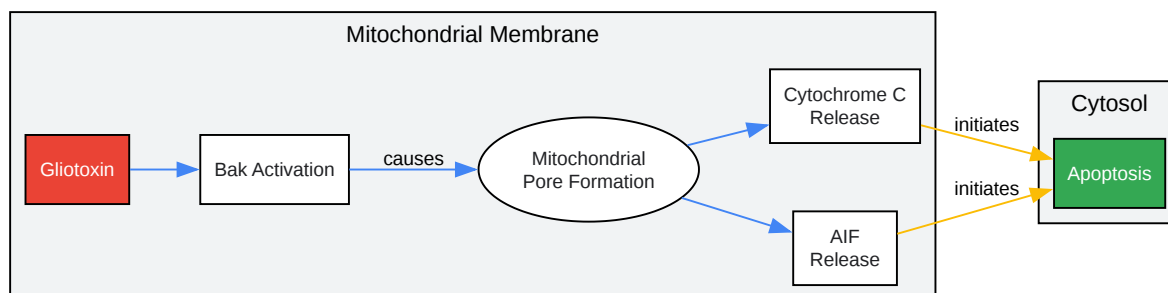 Mitochondrial Membrane
Gliotoxin
Bak Activation
causes
Mitochondrial
Pore Formation
Cytochrome C
Release
AIF
Release
initiates
initiates
Cytosol
Apoptosis